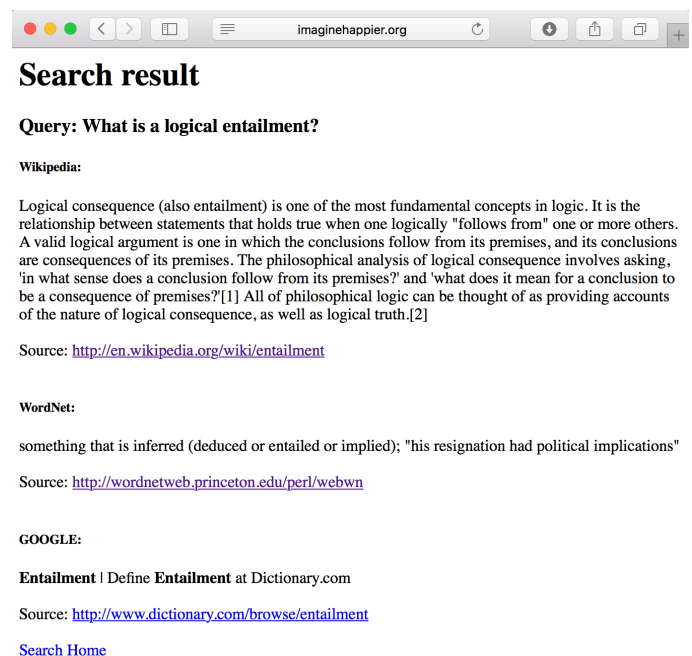 imaginehappier.org
Search result
Query: What is a logical entailment?
Wikipedia:
Logical consequence (also entailment) is one of the most fundamental concepts in logic. It is the
relationship between statements that holds true when one logically "follows from" one or more others.
A valid logical argument is one in which the conclusions follow from its premises, and its conclusions
are consequences of its premises. The philosophical analysis of logical consequence involves asking,
'in what sense does a conclusion follow from its premises?' and 'what does it mean for a conclusion to
be a consequence of premises?'[1] All of philosophical logic can be thought of as providing accounts
of the nature of logical consequence, as well as logical truth.[2]
Source: http://en.wikipedia.org/wiki/entailment
WordNet:
something that is inferred (deduced or entailed or implied); "his resignation had political implications"
Source: http://wordnetweb.princeton.edu/perl/webwn
GOOGLE:
Entailment | Define Entailment at Dictionary.com
Source: http://www.dictionary.com/browse/entailment
Search Home